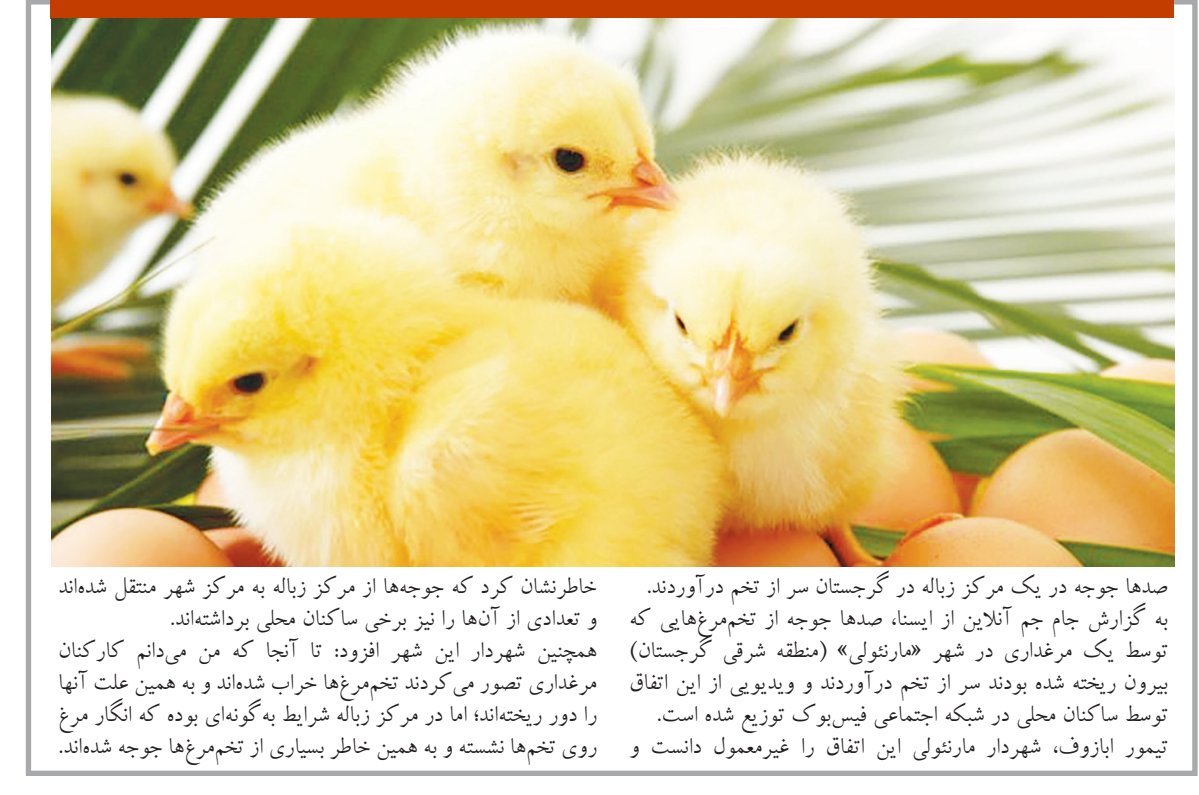 صدها جوجه در یک مرکز زباله در گرجستان سر از تخم درآوردند.
به گزارش جام جم آنلاین از ایسنا، صدها جوجه از تخم‌مرغ‌هایی که
توسط یک مرغداری در شهر «مارنئولی» (منطقه شرقی گرجستان)
بیرون ریخته شده بودند سر از تخم درآوردند و ویدیویی از این اتفاق
توسط ساکنان محلی در شبکه اجتماعی فیس‌بوک توزیع شده است.
تیمور ابازوف، شهردار مارنئولی این اتفاق را غیرمعمول دانست و
خاطرنشان کرد که جوجه‌ها از مرکز زباله به مرکز شهر منتقل شده‌اند
و تعدادی از آن‌ها را نیز برخی ساکنان محلی برداشته‌اند.
همچنین شهردار این شهر افزود: تا آنجا که من می‌دانم کارکنان
مرغداری تصور می‌کردند تخم‌مرغ‌ها خراب شده‌اند و به همین علت آنها
را دور ریخته‌اند؛ اما در مرکز زباله شرایط به‌گونه‌ای بوده که انگار مرغ
روی تخم‌ها نشسته و به همین خاطر بسیاری از تخم‌مرغ‌ها جوجه شده‌اند.